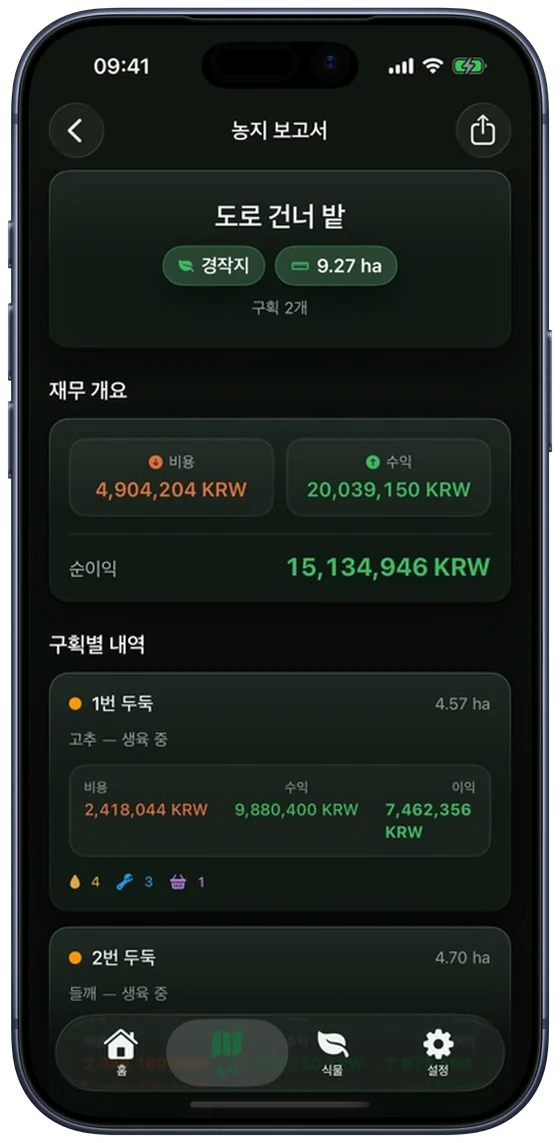 09:41
농지 보고서
도로 건너 밭
경작지
9.27 ha
구획 2개
재무 개요
비용
수익
4,904,204 KRW
20,039,150 KRW
순이익
15,134,946 KRW
구획별 내역
1번 두둑
4.57 ha
고추 — 생육 중
비용
수익
이익
2,418,044 KRW
9,880,400 KRW
7,462,356
KRW
4
3
1
2번 두둑
4.70 ha
들깨 — 생육 중
홈
농지
식물
설정